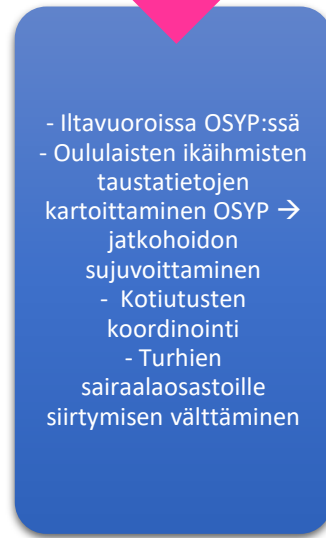 - Iltavuoroissa OSYP:ssä
- Oululaisten ikäihmisten
taustatietojen
kartoittaminen OSYP →
jatkohoidon
sujuvoittaminen
- Kotiutusten
koordinointi
- Turhien
sairaalaosastoille
siirtymisen välttäminen